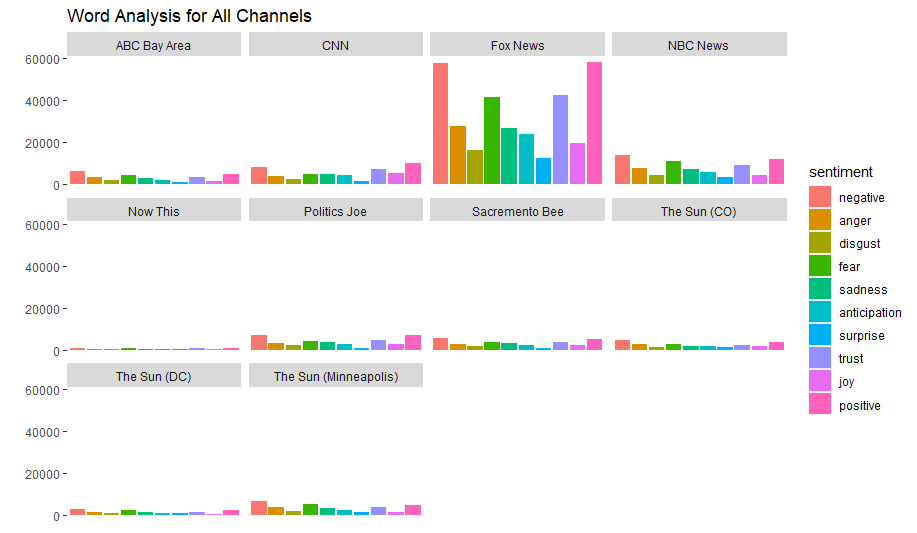 Word Analysis for All Channels
ABC Bay Area
CNN
Fox News
NBC News
60000
40000
20000
0
Now This
Politics Joe
Sacremento Bee
The Sun (CO)
60000
40000
20000
0
The Sun (DC)
The Sun (Minneapolis)
60000
40000
20000
0
sentiment
negative
anger
disgust
fear
sadness
anticipation
surprise
trust
joy
positive